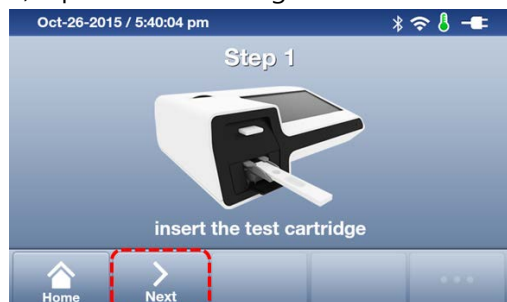 Oct-26-2015 / 5:40:04 pm
Step 1
insert the test cartridge
Home
Next